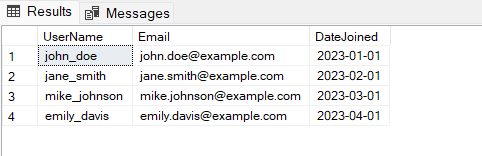 Results Messages
UserName Email DateJoined
1 john_doe john.doe@example.com 2023-01-01
2 jane_smith jane.smith@example.com 2023-02-01
3 mike_johnson mike.johnson@example.com 2023-03-01
4 emily_davis emily.davis@example.com 2023-04-01